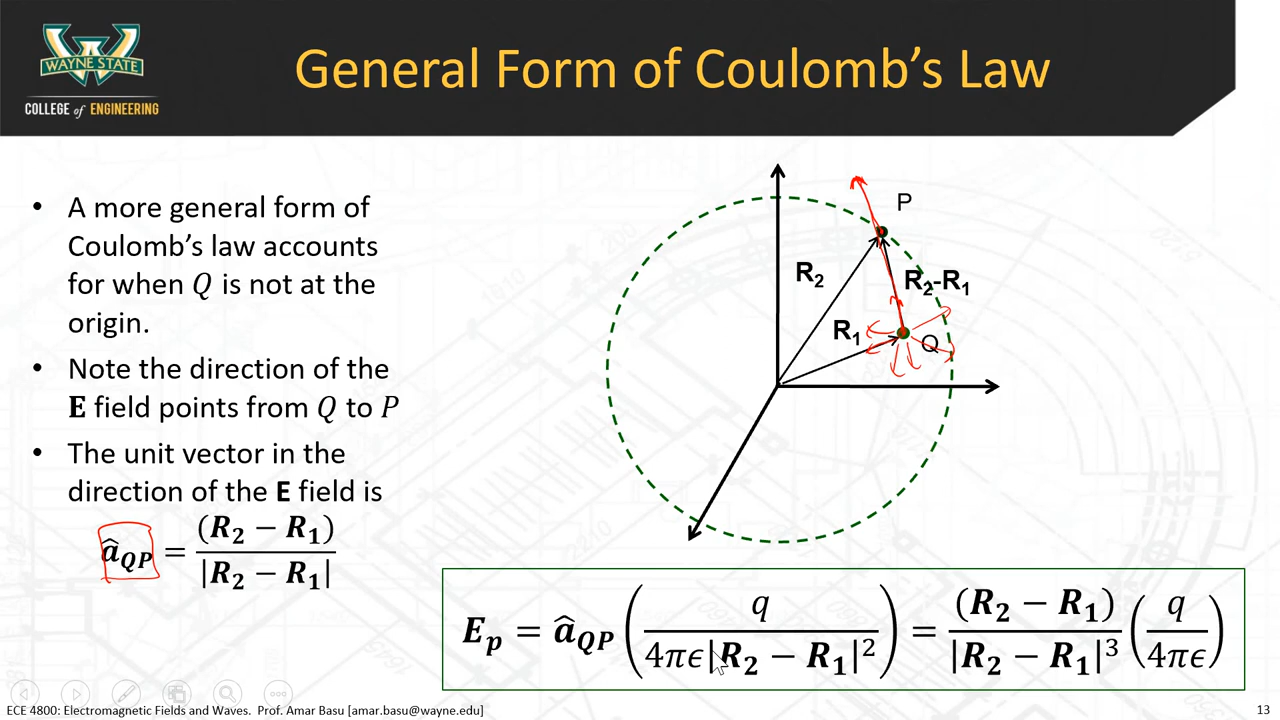 WAYNE STATE
COLLEGE of ENGINEERING
General Form of Coulomb's Law
• A more general form of
Coulomb's law accounts
for when Q is not at the
origin.
• Note the direction of the
E field points from Q to P
• The unit vector in the
direction of the E field is
â_QP = (R₂ − R₁) / |R₂ − R₁|
P
R₂
R₂-R₁
R₁
Q
E_p = â_QP (q / 4πϵ|R₂ − R₁|²) = (R₂ − R₁) / |R₂ − R₁|³ (q / 4πϵ)
ECE 4800: Electromagnetic Fields and Waves. Prof. Amar Basu [amar.basu@wayne.edu]
13